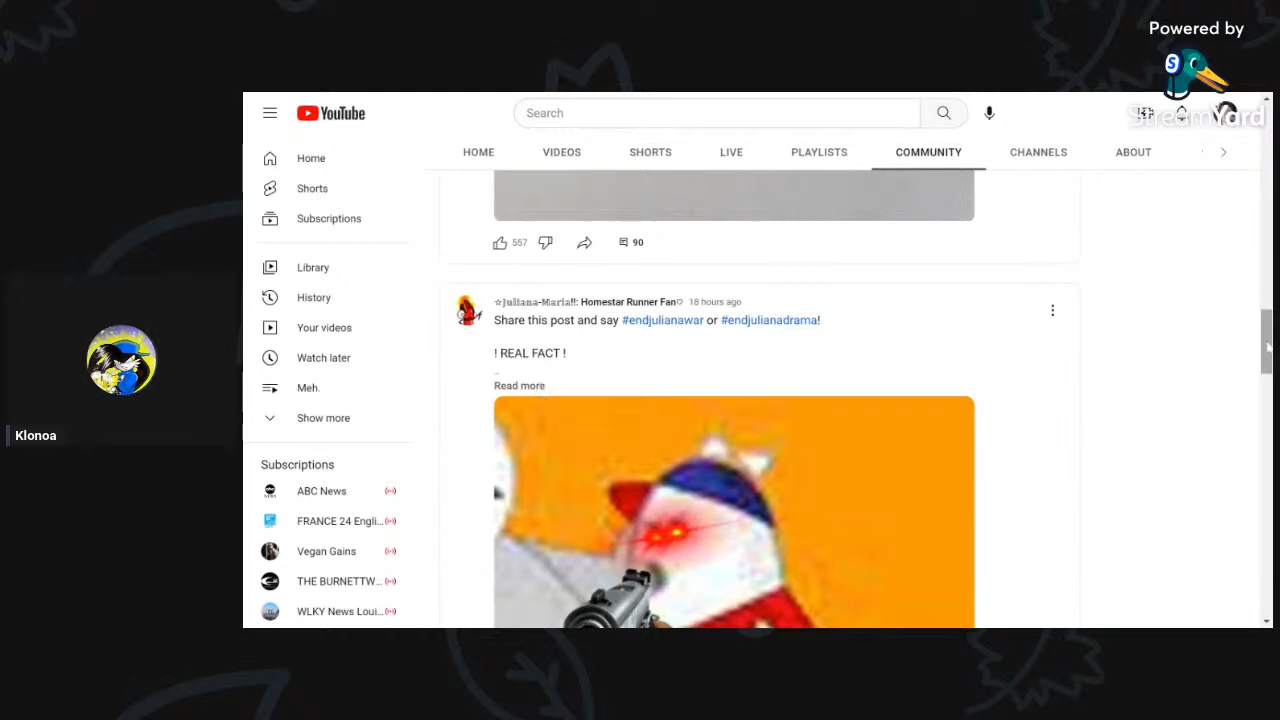 Powered by
StreamYard
YouTube
Search
HOME
VIDEOS
SHORTS
LIVE
PLAYLISTS
COMMUNITY
CHANNELS
ABOUT
Home
Shorts
Subscriptions
Library
History
Your videos
Watch later
Meh.
Show more
Subscriptions
ABC News
FRANCE 24 Engli...
Vegan Gains
THE BURNETTW...
WLKY News Loui...
557
90
☆𝕁𝕦𝕝𝕚𝕒𝕟𝕒-𝕄𝕒𝕣𝕚𝕒!!: Homestar Runner Fan♡ 18 hours ago
Share this post and say #endjulianawar or #endjulianadrama!
! REAL FACT !
..
Read more
Klonoa